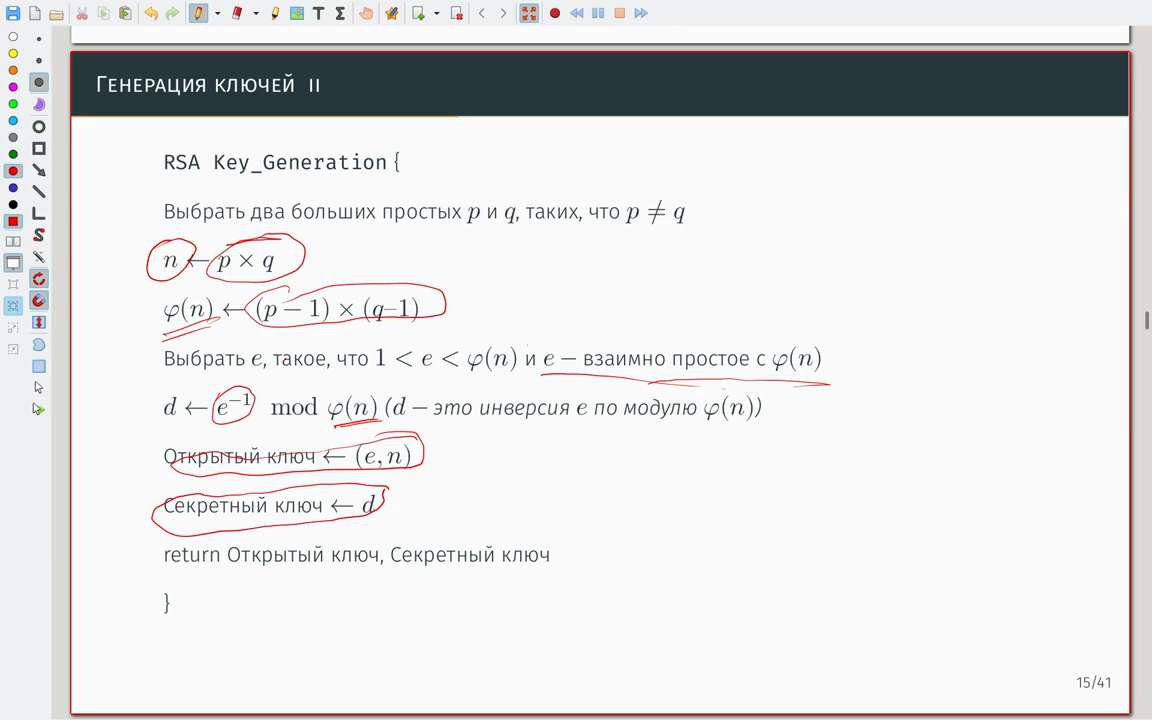 Генерация ключей II
RSA Key_Generation{
Выбрать два больших простых p и q, таких, что p ≠ q
n ← p × q
φ(n) ← (p − 1) × (q–1)
Выбрать e, такое, что 1 < e < φ(n) и e − взаимно простое с φ(n)
d ← e⁻¹ mod φ(n) (d − это инверсия e по модулю φ(n))
Открытый ключ ← (e, n)
Секретный ключ ← d
return Открытый ключ, Секретный ключ
}
15/41